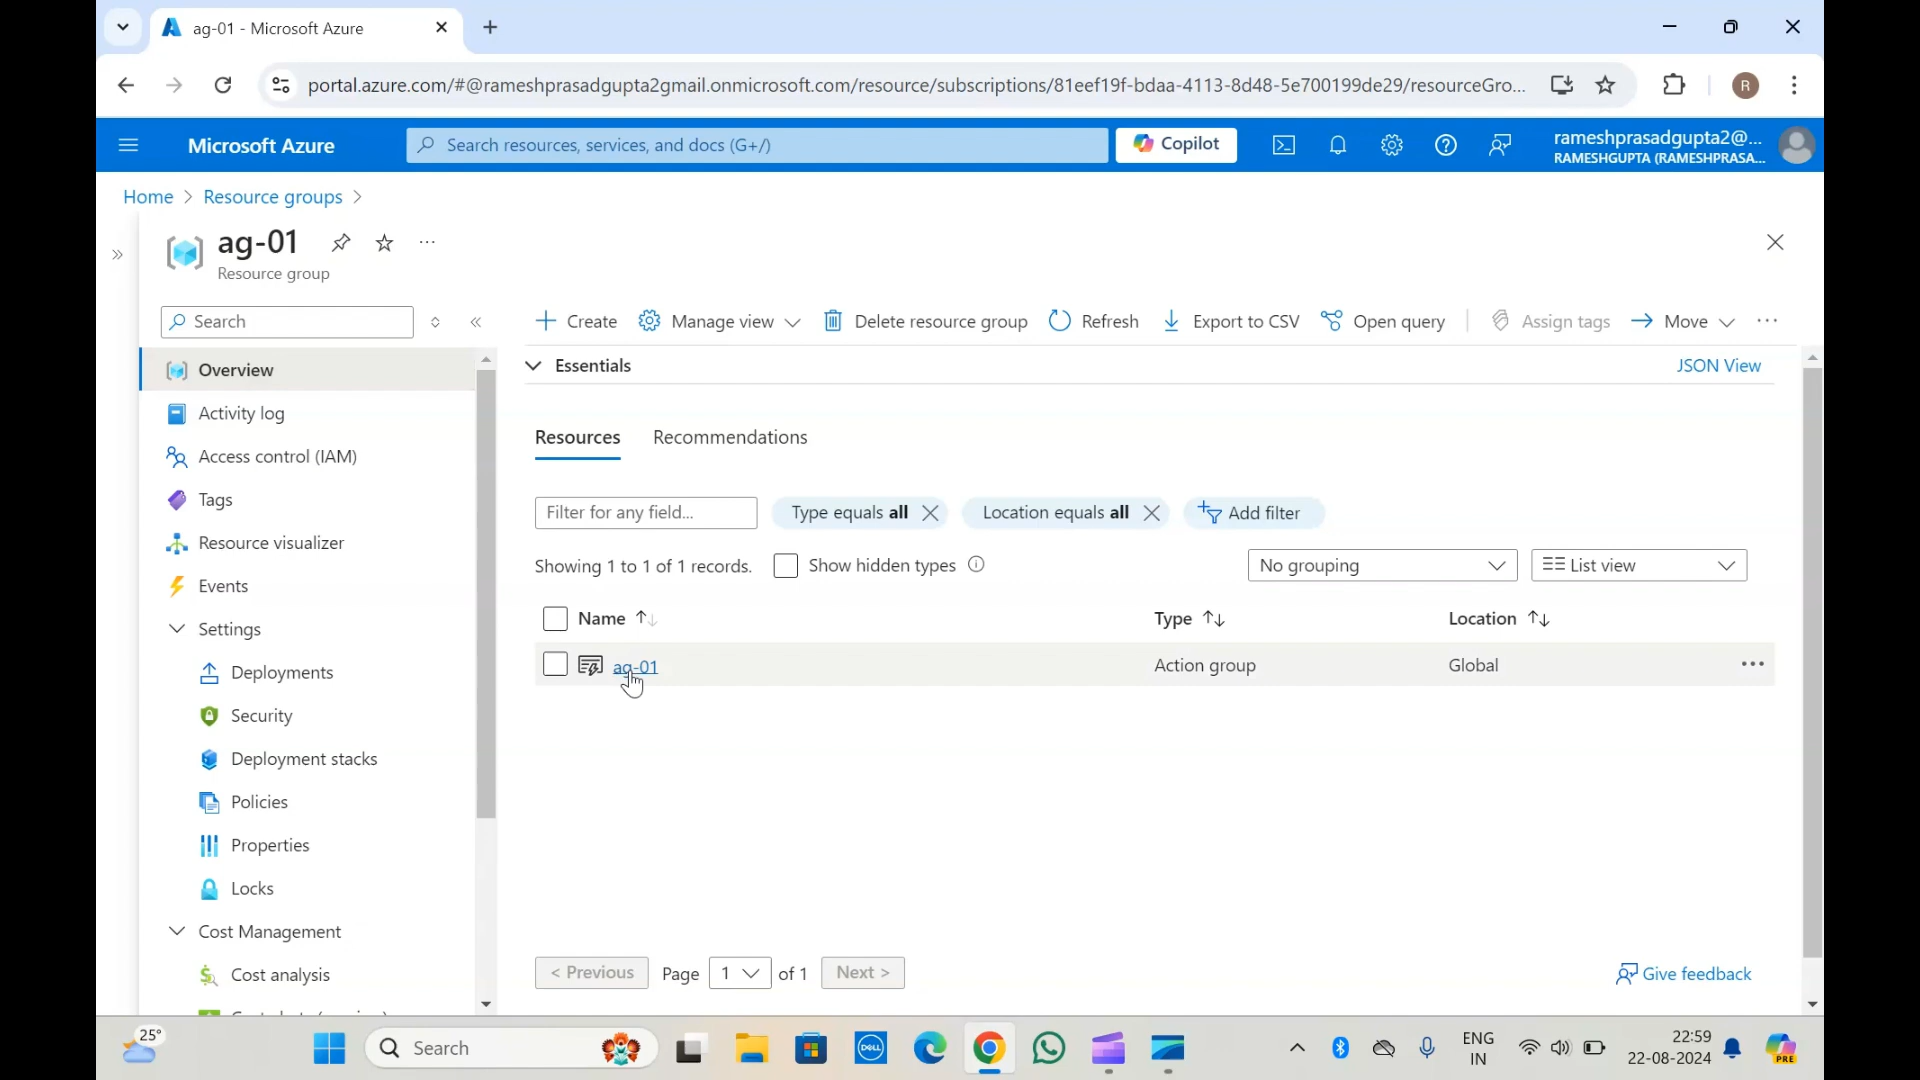 ag-01 - Microsoft Azure
portal.azure.com/#@rameshprasadgupta2gmail.onmicrosoft.com/resource/subscriptions/81eef19f-bdaa-4113-8d48-5e700199de29/resourceGro...
R
Microsoft Azure
Search resources, services, and docs (G+/)
Copilot
rameshprasadgupta2@...
RAMESHGUPTA (RAMESHPRASA...
Home > Resource groups >
ag-01
Resource group
Search
Create
Manage view
Delete resource group
Refresh
Export to CSV
Open query
Assign tags
Move
Overview
Activity log
Access control (IAM)
Tags
Resource visualizer
Events
Settings
Deployments
Security
Deployment stacks
Policies
Properties
Locks
Cost Management
Cost analysis
Essentials
JSON View
Resources
Recommendations
Filter for any field...
Type equals all
Location equals all
Add filter
Showing 1 to 1 of 1 records.
Show hidden types
No grouping
List view
Name
Type
Location
ag-01
Action group
Global
< Previous
Page
1
of 1
Next >
Give feedback
25°
Search
DELL
ENG
IN
22:59
22-08-2024
PRE